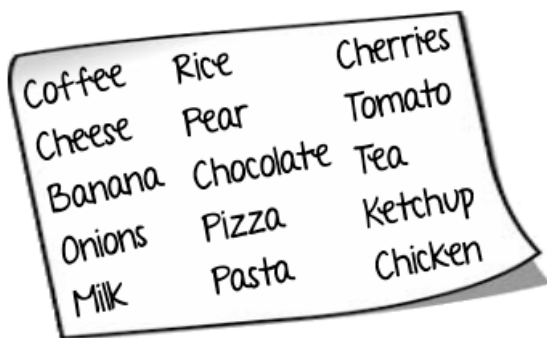 Coffee Rice Cherries
Cheese Pear Tomato
Banana Chocolate Tea
Onions Pizza Ketchup
Milk Pasta Chicken